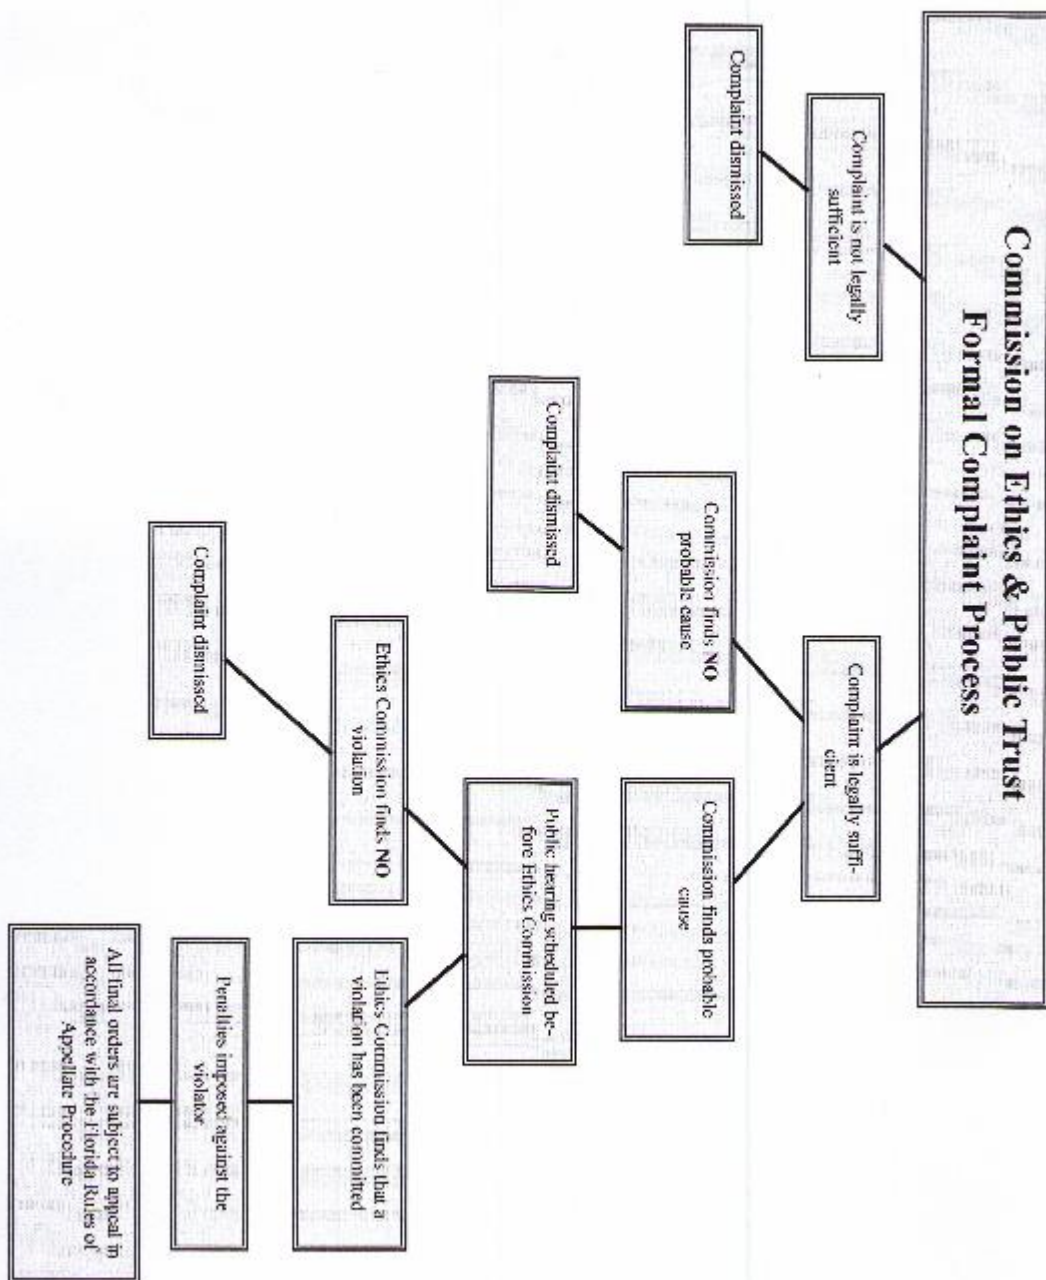 Commission on Ethics & Public Trust
Formal Complaint Process
Complaint is not legally
sufficient
Complaint dismissed
Complaint is legally suffi-
cient
Commission finds NO
probable cause
Complaint dismissed
Commission finds probable
cause
Public hearing scheduled be-
fore Ethics Commission
Ethics Commission finds NO
violation
Complaint dismissed
Ethics Commission finds that a
violation has been committed
Penalties imposed against the
violator
All final orders are subject to appeal in
accordance with the Florida Rules of
Appellate Procedure